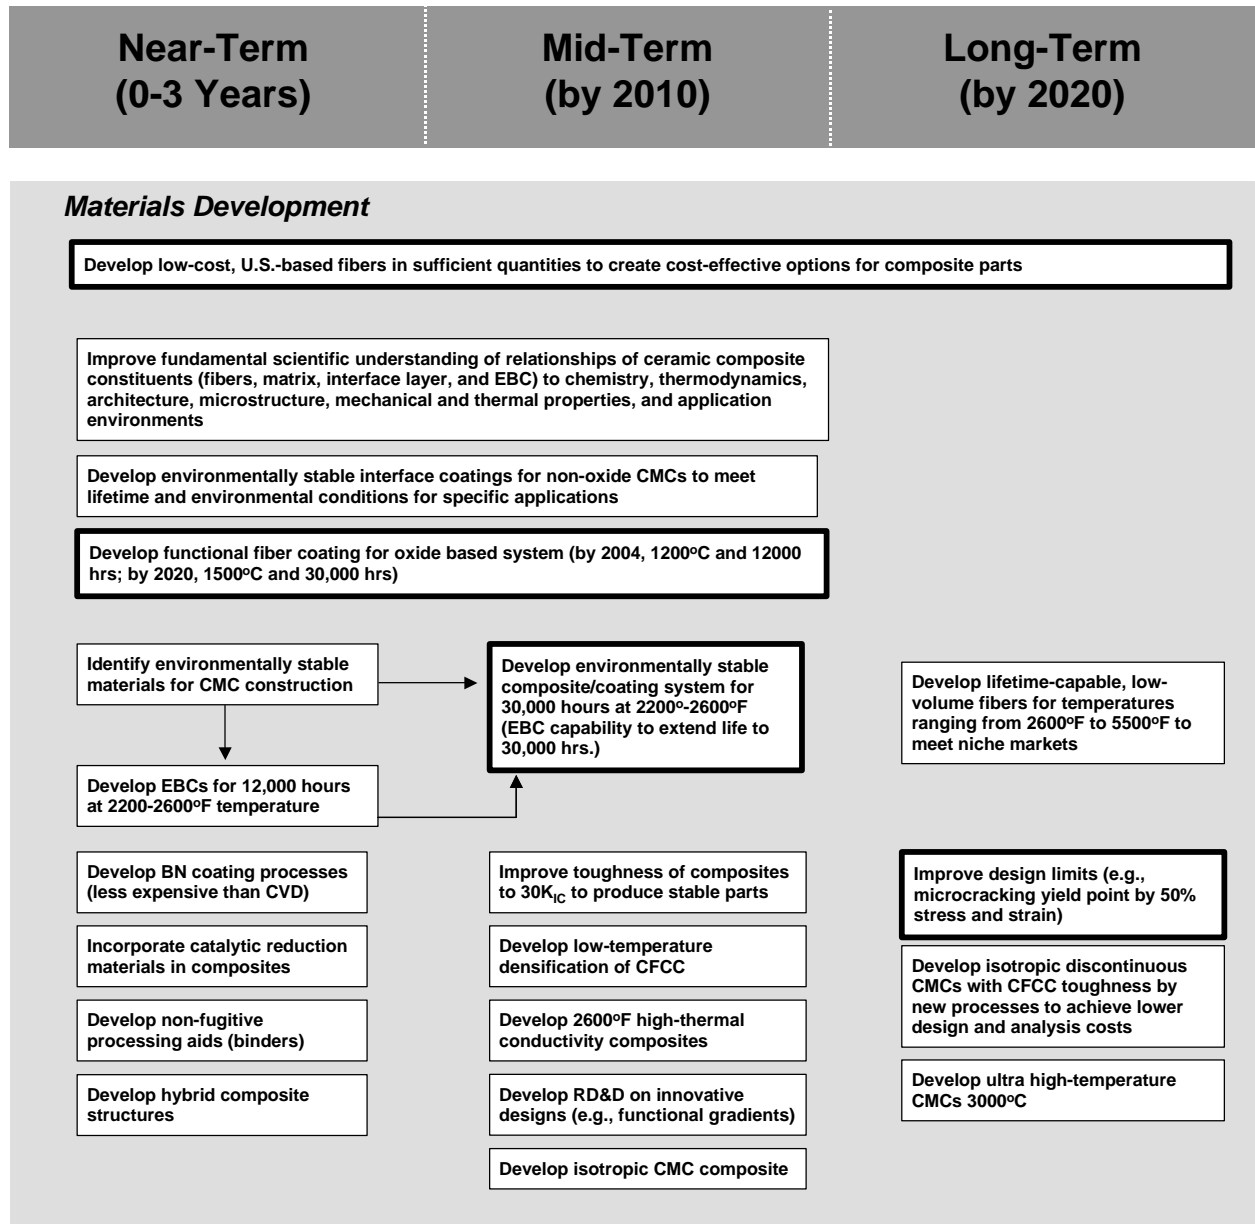 Near-Term
(0-3 Years)
Mid-Term
(by 2010)
Long-Term
(by 2020)
Materials Development
Develop low-cost, U.S.-based fibers in sufficient quantities to create cost-effective options for composite parts
Improve fundamental scientific understanding of relationships of ceramic composite
constituents (fibers, matrix, interface layer, and EBC) to chemistry, thermodynamics,
architecture, microstructure, mechanical and thermal properties, and application
environments
Develop environmentally stable interface coatings for non-oxide CMCs to meet
lifetime and environmental conditions for specific applications
Develop functional fiber coating for oxide based system (by 2004, 1200ºC and 12000
hrs; by 2020, 1500ºC and 30,000 hrs)
Identify environmentally stable
materials for CMC construction
Develop EBCs for 12,000 hours
at 2200-2600ºF temperature
Develop environmentally stable
composite/coating system for
30,000 hours at 2200º-2600ºF
(EBC capability to extend life to
30,000 hrs.)
Develop lifetime-capable, low-
volume fibers for temperatures
ranging from 2600ºF to 5500ºF to
meet niche markets
Develop BN coating processes
(less expensive than CVD)
Incorporate catalytic reduction
materials in composites
Develop non-fugitive
processing aids (binders)
Develop hybrid composite
structures
Improve toughness of composites
to 30K_IC to produce stable parts
Develop low-temperature
densification of CFCC
Develop 2600ºF high-thermal
conductivity composites
Develop RD&D on innovative
designs (e.g., functional gradients)
Develop isotropic CMC composite
Improve design limits (e.g.,
microcracking yield point by 50%
stress and strain)
Develop isotropic discontinuous
CMCs with CFCC toughness by
new processes to achieve lower
design and analysis costs
Develop ultra high-temperature
CMCs 3000ºC